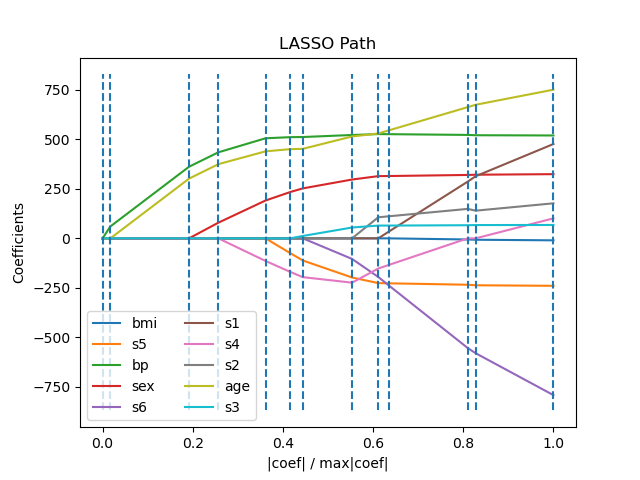 LASSO Path
Coefficients
750
500
250
0
−250
−500
−750
bmi
s5
bp
sex
s6
s1
s4
s2
age
s3
0.0 0.2 0.4 0.6 0.8 1.0
|coef| / max|coef|